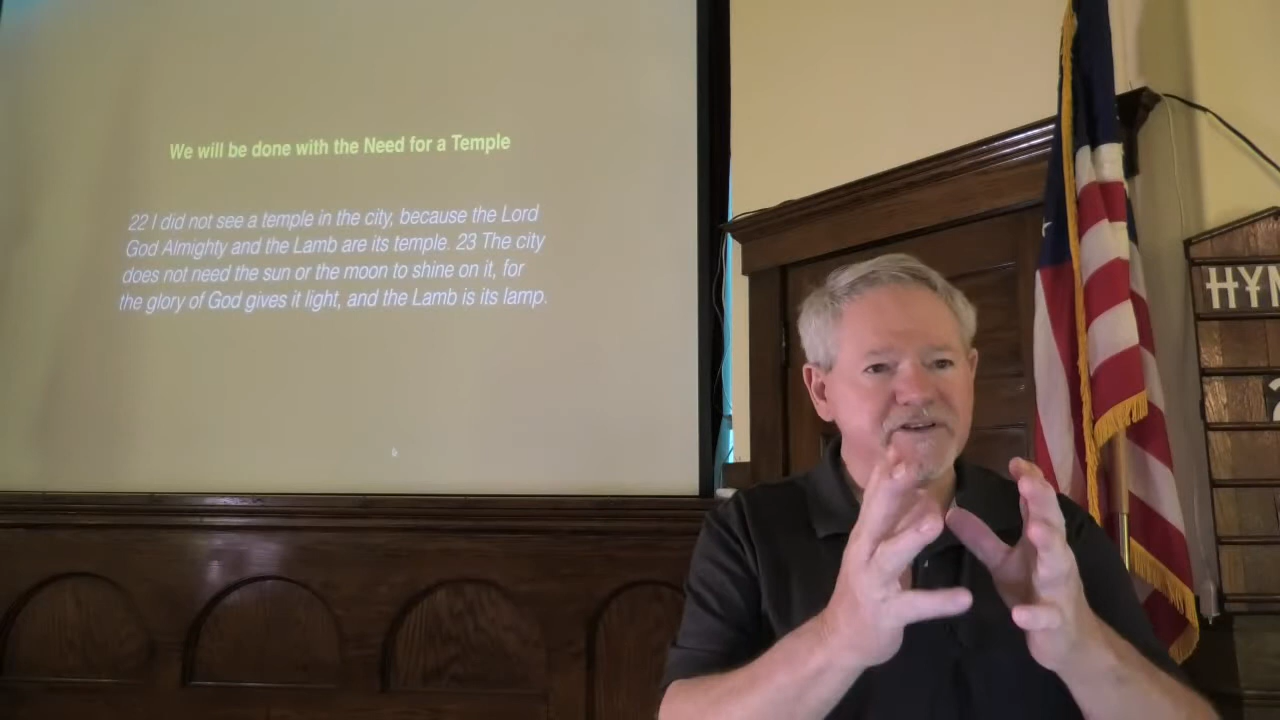 We will be done with the Need for a Temple
22 I did not see a temple in the city, because the Lord
God Almighty and the Lamb are its temple. 23 The city
does not need the sun or the moon to shine on it, for
the glory of God gives it light, and the Lamb is its lamp.
HYM